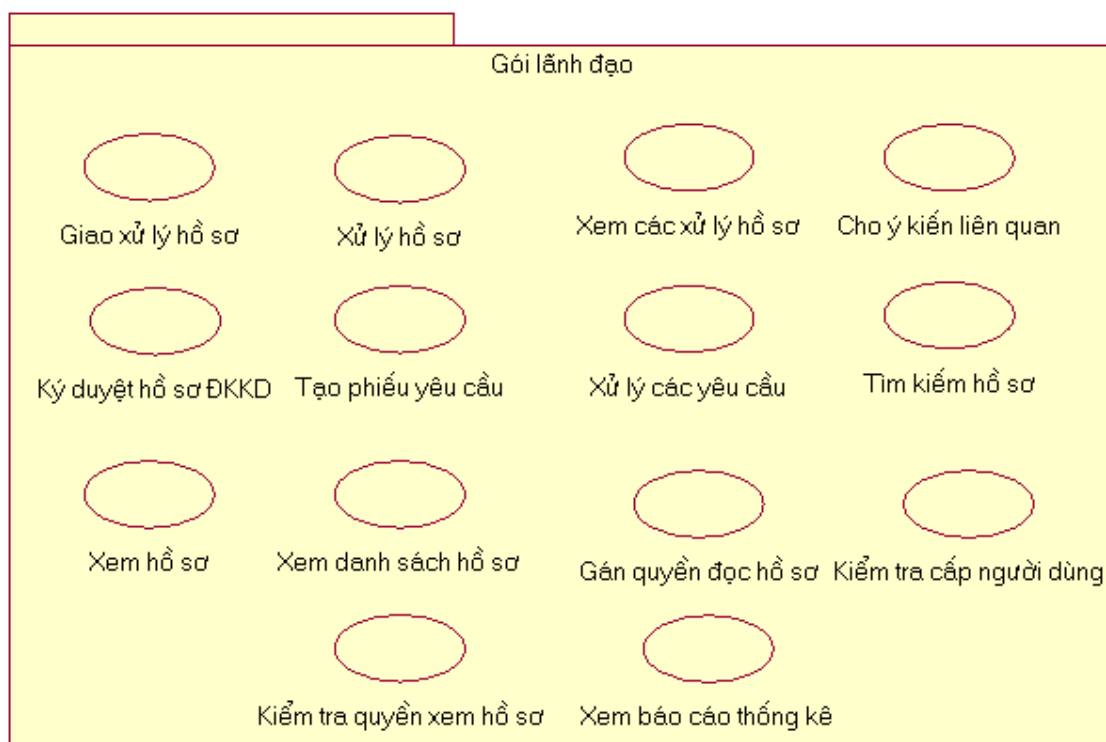 Gói lãnh đạo
Giao xử lý hồ sơ
Xử lý hồ sơ
Xem các xử lý hồ sơ
Cho ý kiến liên quan
Ký duyệt hồ sơ ĐKKD
Tạo phiếu yêu cầu
Xử lý các yêu cầu
Tìm kiếm hồ sơ
Xem hồ sơ
Xem danh sách hồ sơ
Gán quyền đọc hồ sơ
Kiểm tra cấp người dùng
Kiểm tra quyền xem hồ sơ
Xem báo cáo thống kê